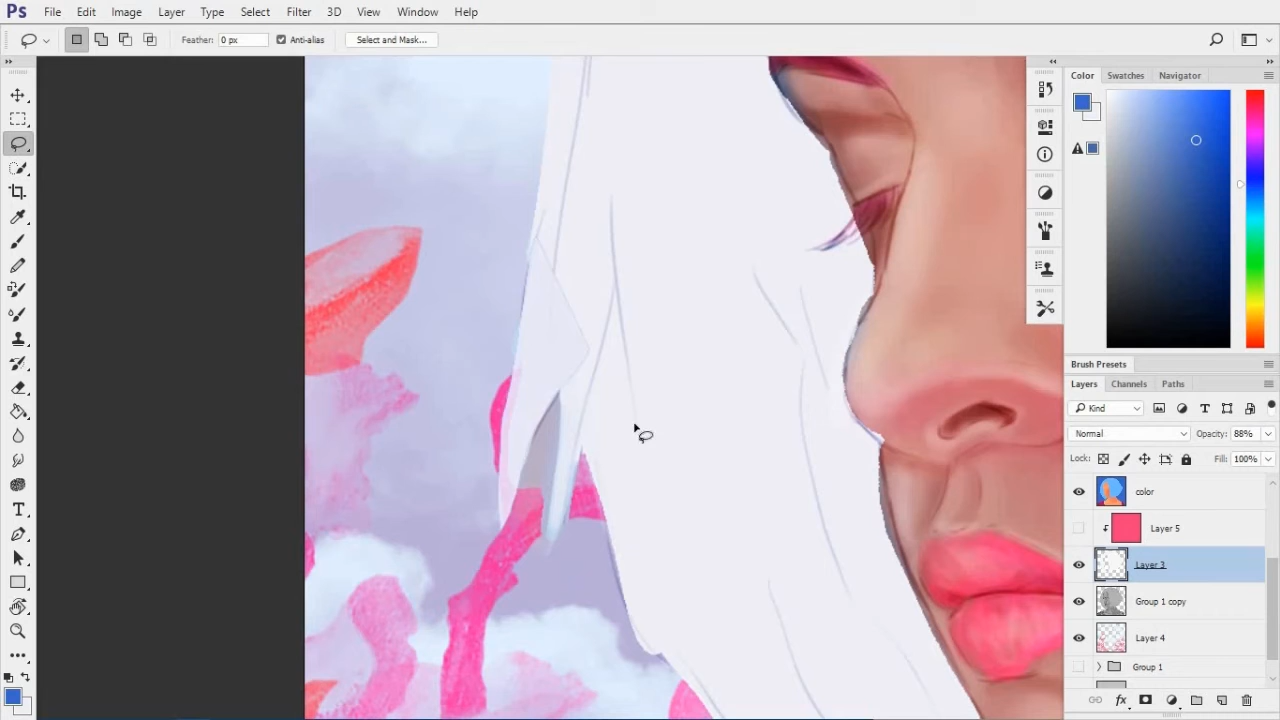 Ps File Edit Image Layer Type Select Filter 3D View Window Help
Feather: 0 px Anti-alias Select and Mask...
Color Swatches Navigator
Brush Presets
Layers Channels Paths
Kind
Normal Opacity: 88%
Lock: Fill: 100%
color
Layer 5
Layer 3
Group 1 copy
Layer 4
Group 1
fx